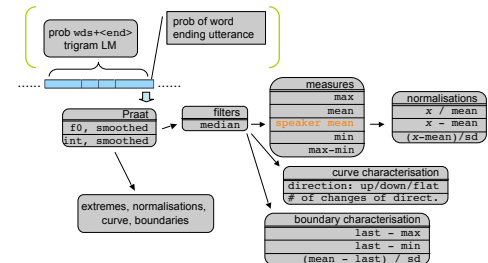 prob wds+<end>
trigram LM
prob of word
ending utterance
...... ......
Praat
f0, smoothed
int, smoothed
filters
median
measures
max
mean
speaker mean
min
max-min
normalisations
x / mean
x - mean
(x-mean)/sd
curve characterisation
direction: up/down/flat
# of changes of direct.
extremes, normalisations,
curve, boundaries
boundary characterisation
last - max
last - min
(mean - last) / sd